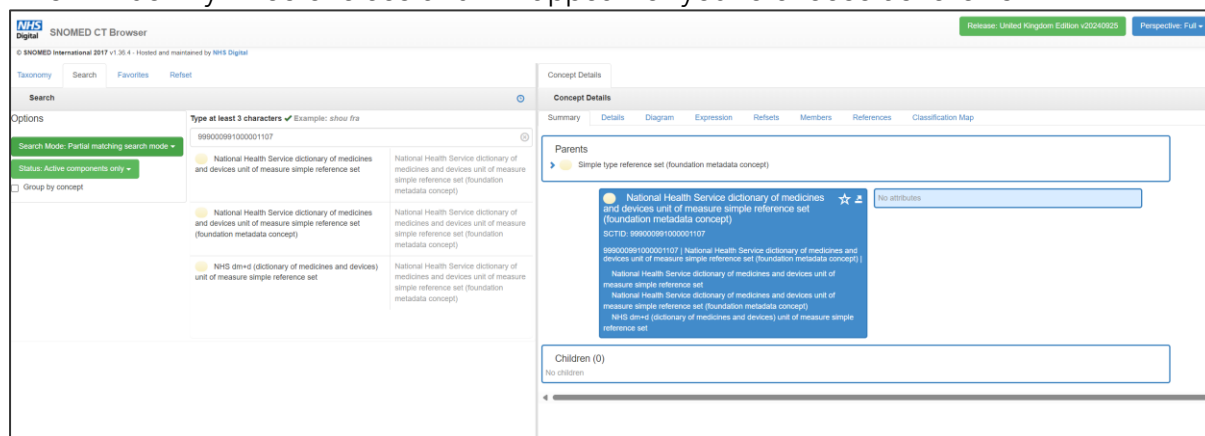 NHS
Digital SNOMED CT Browser
Release: United Kingdom Edition v20240925
Perspective: Full
© SNOMED International 2017 v1.36.4 - Hosted and maintained by NHS Digital
Taxonomy Search Favorites Refset
Search
Options
Search Mode: Partial matching search mode
Status: Active components only
Group by concept
Type at least 3 characters ✓ Example: shou fra
999000991000001107
National Health Service dictionary of medicines
and devices unit of measure simple reference set
National Health Service dictionary of
medicines and devices unit of measure
simple reference set (foundation
metadata concept)
National Health Service dictionary of medicines
and devices unit of measure simple reference set
(foundation metadata concept)
National Health Service dictionary of
medicines and devices unit of measure
simple reference set (foundation
metadata concept)
NHS dm+d (dictionary of medicines and devices)
unit of measure simple reference set
National Health Service dictionary of
medicines and devices unit of measure
simple reference set (foundation
metadata concept)
Concept Details
Concept Details
Summary Details Diagram Expression Refsets Members References Classification Map
Parents
Simple type reference set (foundation metadata concept)
National Health Service dictionary of medicines
and devices unit of measure simple reference set
(foundation metadata concept)
SCTID: 999000991000001107
999000991000001107 | National Health Service dictionary of medicines and
devices unit of measure simple reference set (foundation metadata concept) |
National Health Service dictionary of medicines and devices unit of
measure simple reference set
National Health Service dictionary of medicines and devices unit of
measure simple reference set (foundation metadata concept)
NHS dm+d (dictionary of medicines and devices) unit of measure simple
reference set
No attributes
Children (0)
No children